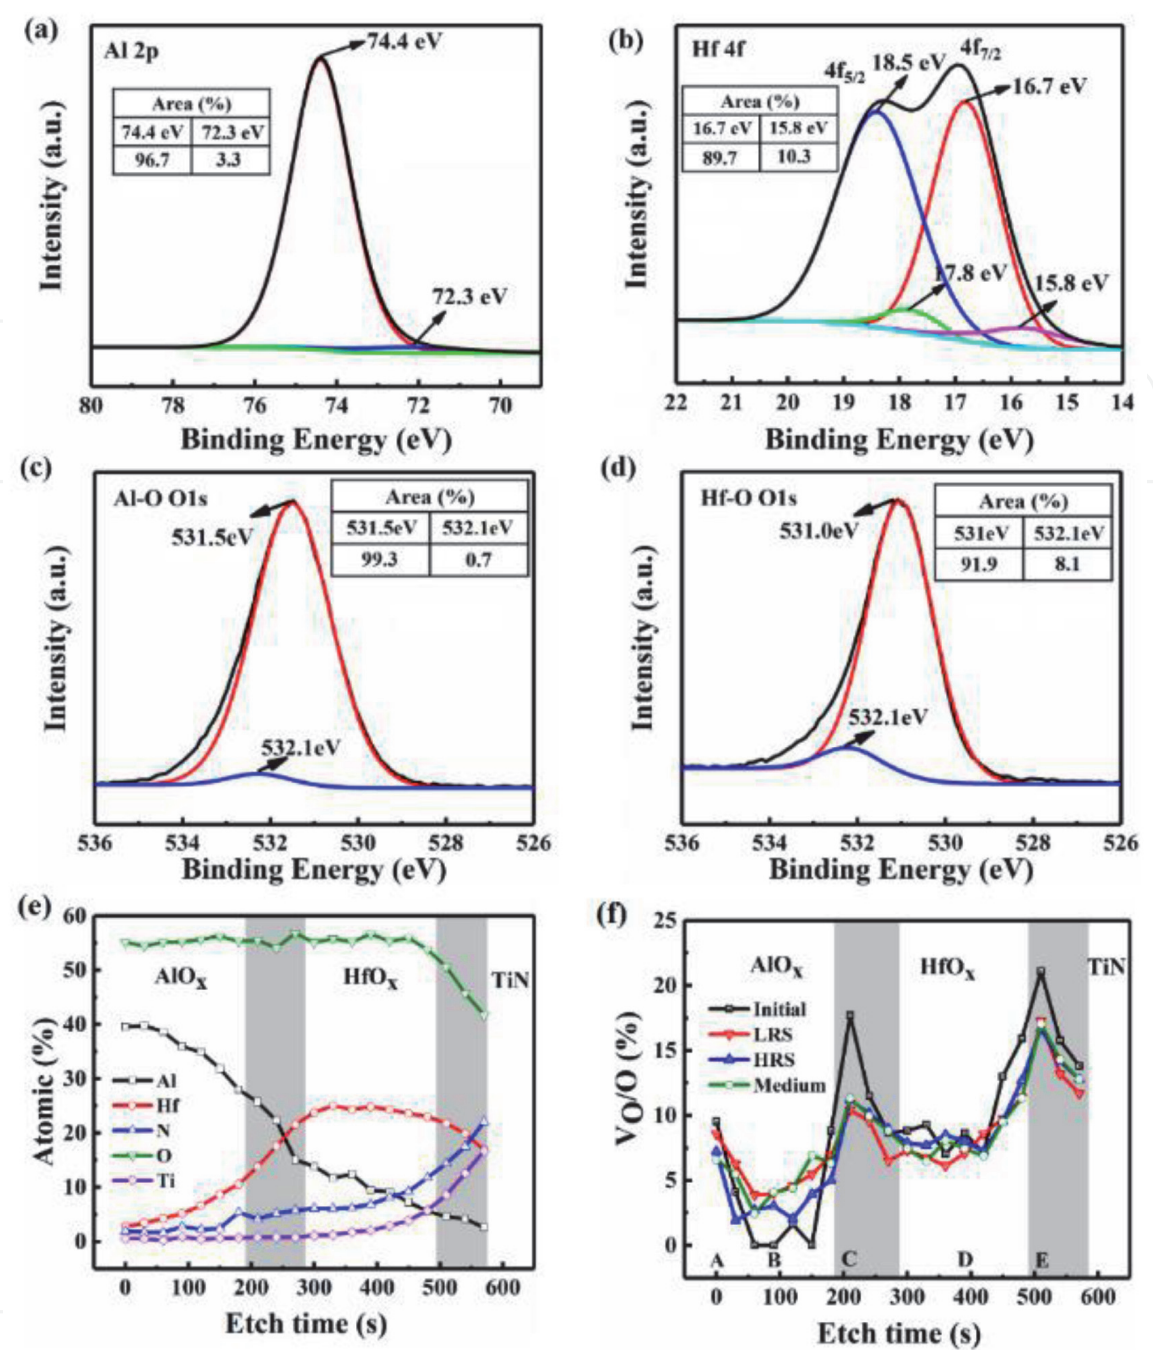 (a)
Al 2p
74.4 eV
Area (%)
74.4 eV 72.3 eV
96.7 3.3
72.3 eV
Intensity (a.u.)
80 78 76 74 72 70
Binding Energy (eV)
(b)
Hf 4f
4f5/2 18.5 eV 4f7/2
16.7 eV
Area (%)
16.7 eV 15.8 eV
89.7 10.3
17.8 eV
15.8 eV
Intensity (a.u.)
22 21 20 19 18 17 16 15 14
Binding Energy (eV)
(c)
Al-O O1s
531.5eV
Area (%)
531.5eV 532.1eV
99.3 0.7
532.1eV
Intensity (a.u.)
536 534 532 530 528 526
Binding Energy (eV)
(d)
Hf-O O1s
531.0eV
Area (%)
531eV 532.1eV
91.9 8.1
532.1eV
Intensity (a.u.)
536 534 532 530 528 526
Binding Energy (eV)
(e)
60
50
40
30
20
10
0
Atomic (%)
AlOx
HfOx
TiN
Al
Hf
N
O
Ti
0 100 200 300 400 500 600
Etch time (s)
(f)
25
20
15
10
5
0
VO/O (%)
AlOx
HfOx
TiN
Initial
LRS
HRS
Medium
A B C D E
0 100 200 300 400 500 600
Etch time (s)